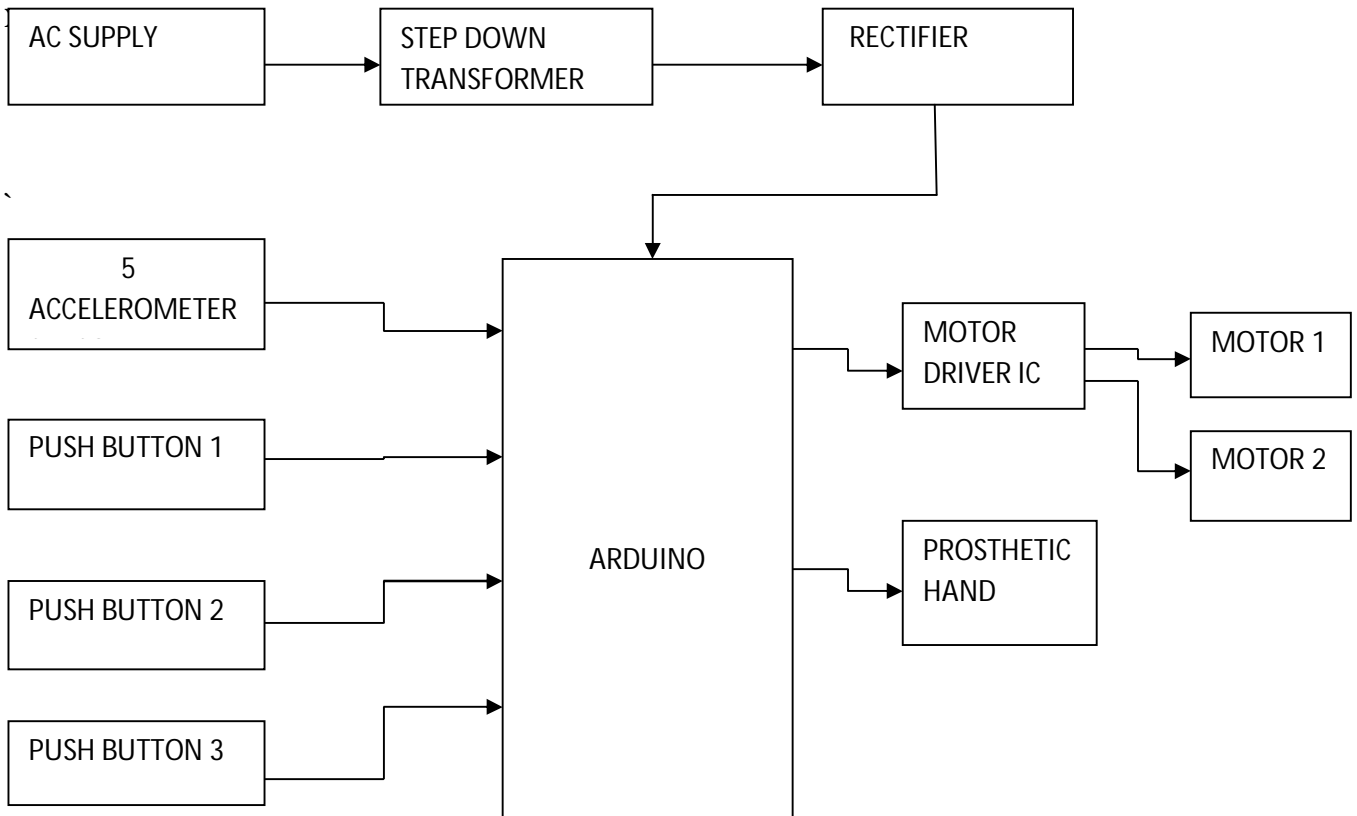 AC SUPPLY
STEP DOWN
TRANSFORMER
RECTIFIER
`
5
ACCELEROMETER
PUSH BUTTON 1
PUSH BUTTON 2
PUSH BUTTON 3
ARDUINO
MOTOR
DRIVER IC
MOTOR 1
MOTOR 2
PROSTHETIC
HAND